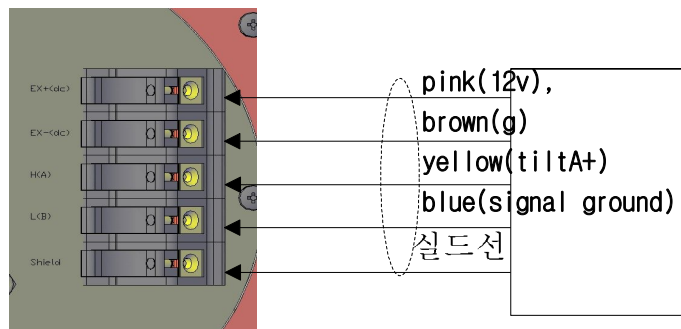 EX+(dc)
pink(12v),
EX-(dc)
brown(g)
H(A)
yellow(tiltA+)
L(B)
blue(signal ground)
Shield
실드선